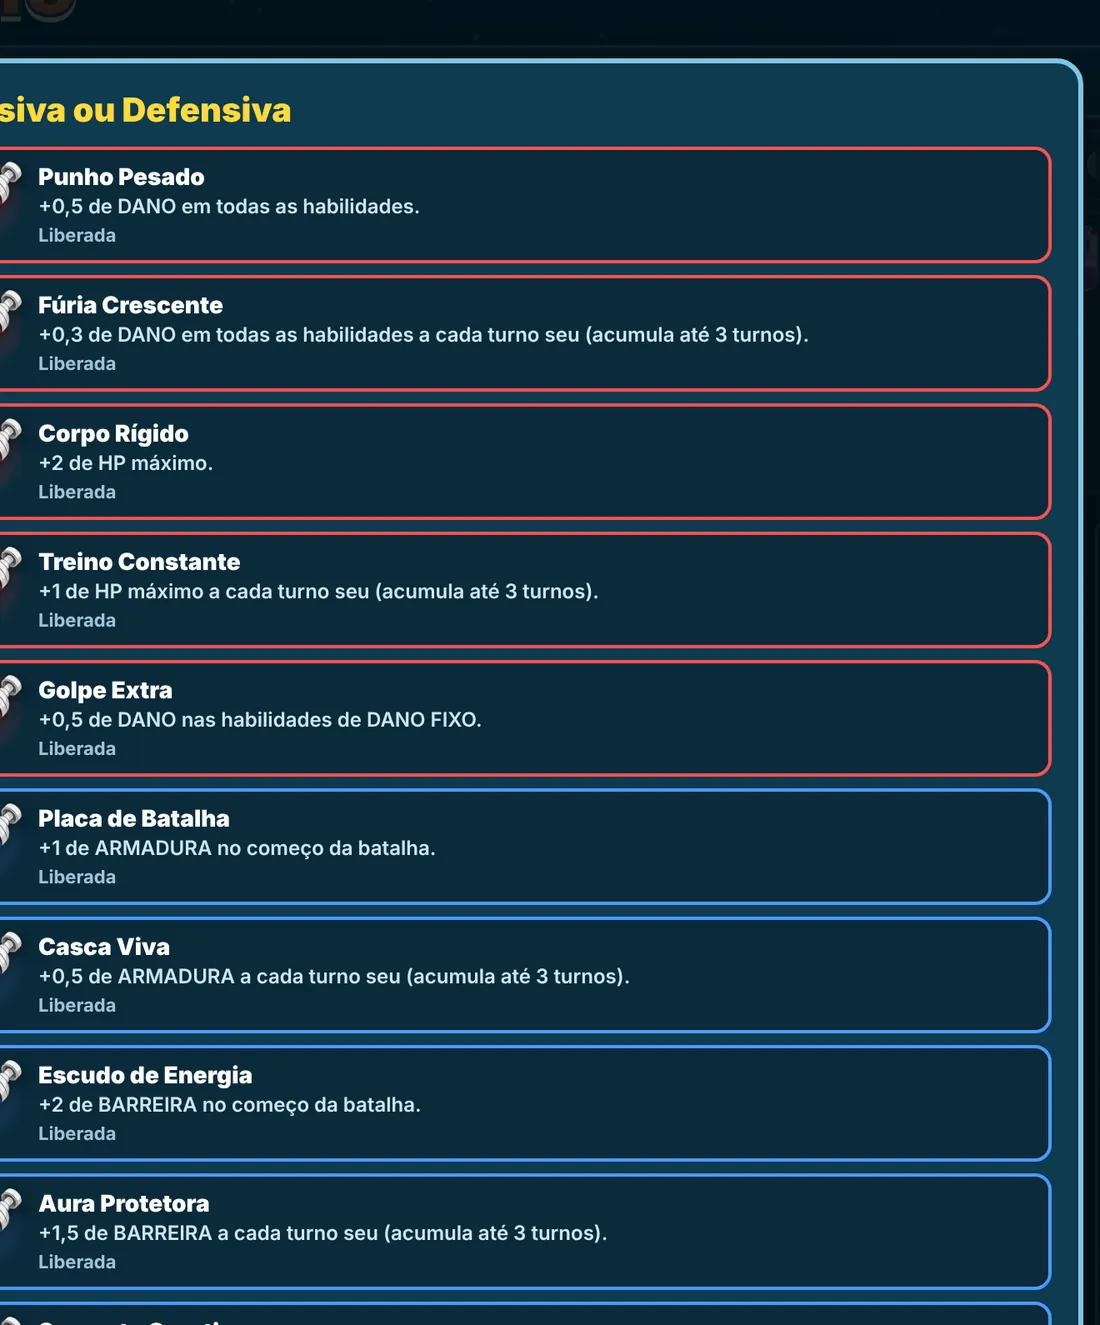 siva ou Defensiva
Punho Pesado
+0,5 de DANO em todas as habilidades.
Liberada
Fúria Crescente
+0,3 de DANO em todas as habilidades a cada turno seu (acumula até 3 turnos).
Liberada
Corpo Rígido
+2 de HP máximo.
Liberada
Treino Constante
+1 de HP máximo a cada turno seu (acumula até 3 turnos).
Liberada
Golpe Extra
+0,5 de DANO nas habilidades de DANO FIXO.
Liberada
Placa de Batalha
+1 de ARMADURA no começo da batalha.
Liberada
Casca Viva
+0,5 de ARMADURA a cada turno seu (acumula até 3 turnos).
Liberada
Escudo de Energia
+2 de BARREIRA no começo da batalha.
Liberada
Aura Protetora
+1,5 de BARREIRA a cada turno seu (acumula até 3 turnos).
Liberada